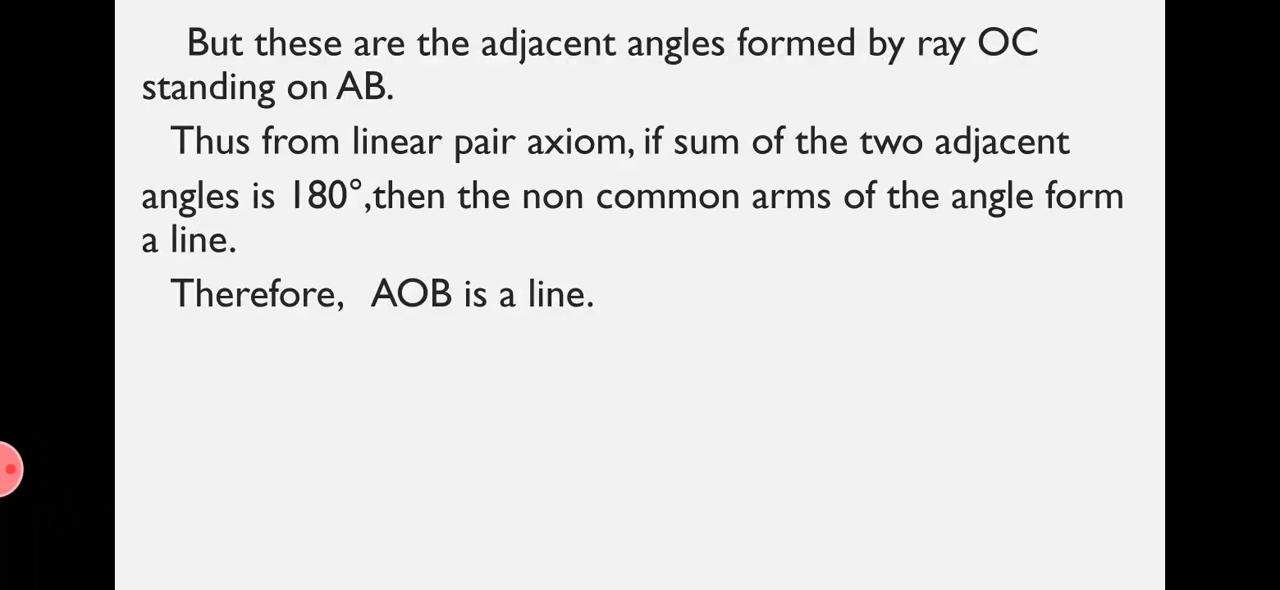 But these are the adjacent angles formed by ray OC
standing on AB.
Thus from linear pair axiom, if sum of the two adjacent
angles is 180°,then the non common arms of the angle form
a line.
Therefore, AOB is a line.